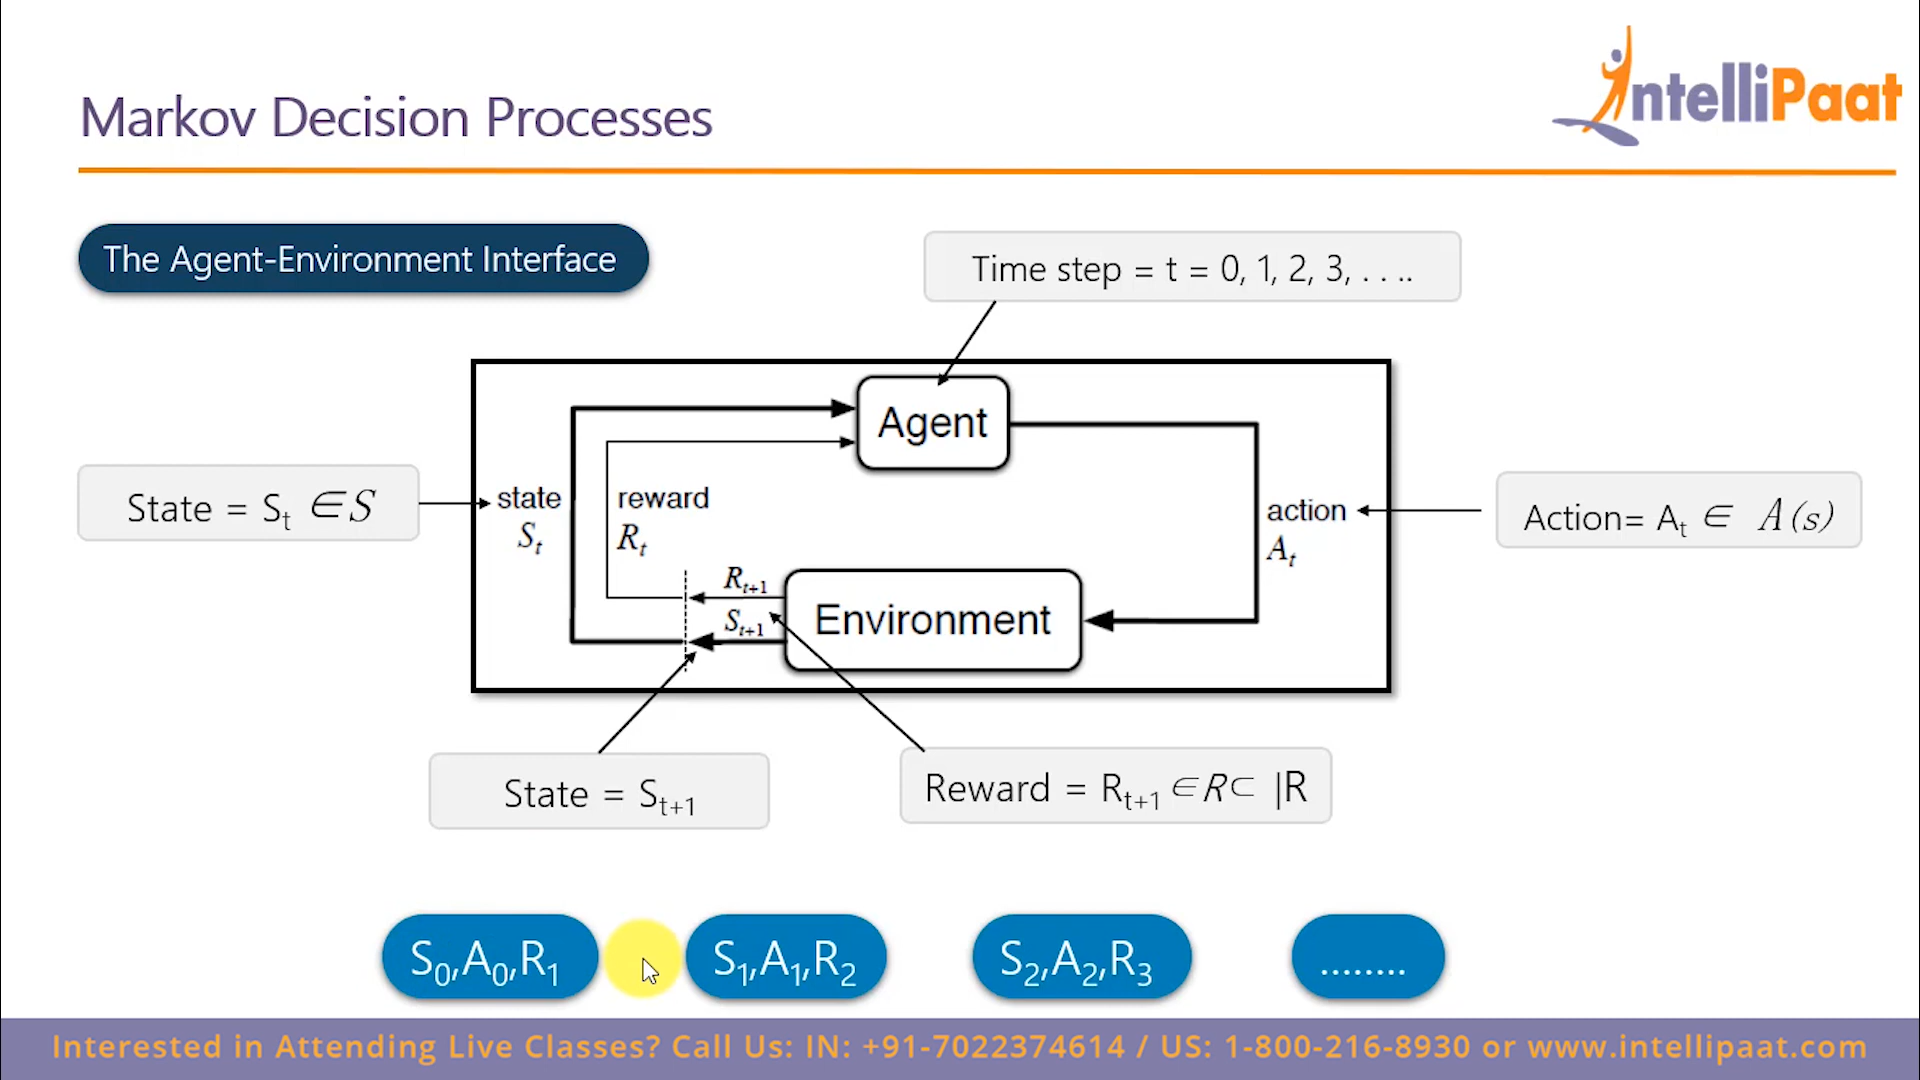 IntelliPaat
Markov Decision Processes
The Agent-Environment Interface
Time step = t = 0, 1, 2, 3, . . ..
Agent
State = Sₜ ∈S
state
Sₜ
reward
Rₜ
action
Aₜ
Action= Aₜ ∈ A(s)
Rₜ₊₁
Sₜ₊₁
Environment
State = Sₜ₊₁
Reward = Rₜ₊₁ ∈R⊂ |R
S₀,A₀,R₁
S₁,A₁,R₂
S₂,A₂,R₃
........
Interested in Attending Live Classes? Call Us: IN: +91-7022374614 / US: 1-800-216-8930 or www.intellipaat.com